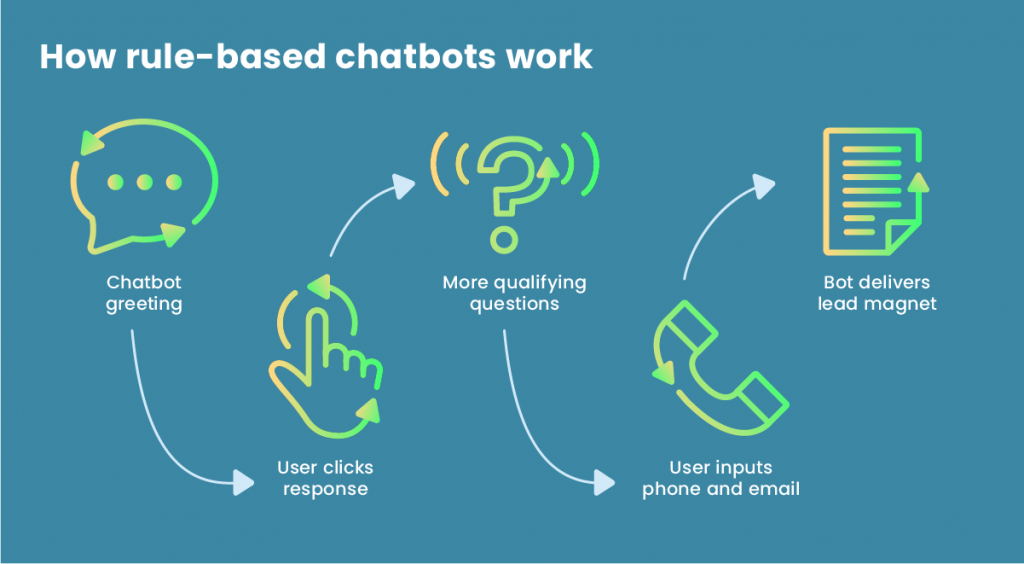 How rule-based chatbots work
Chatbot
greeting
User clicks
response
More qualifying
questions
User inputs
phone and email
Bot delivers
lead magnet